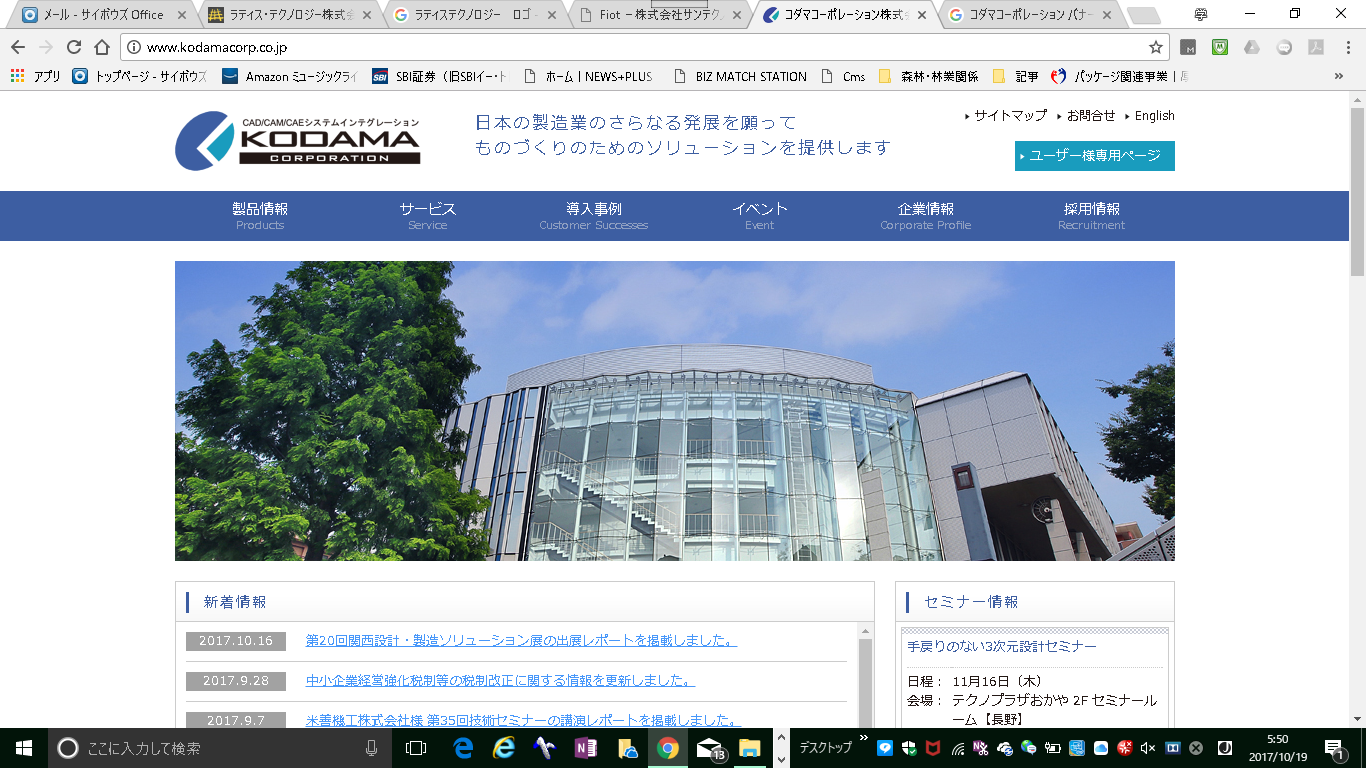 メール - サイボウズ Office
ラティス・テクノロジー株式会
ラティステクノロジー ロゴ -
Fiot －株式会社サンテク
コダマコーポレーション株式
コダマコーポレーション バナー
www.kodamacorp.co.jp
アプリ
トップページ - サイボウズ
Amazon ミュージックライ
SBI証券（旧SBIイー・ト
ホーム | NEWS+PLUS
BIZ WATCH STATION
Cms
森林・林業関係
記事
パッケージ関連事業 |
»
CAD/CAM/CAEシステムインテグレーション
KODAMA
CORPORATION
日本の製造業のさらなる発展を願って
ものづくりのためのソリューションを提供します
サイトマップ
お問合せ
English
ユーザー様専用ページ
製品情報
Products
サービス
Service
導入事例
Customer Successes
イベント
Event
企業情報
Corporate Profile
採用情報
Recruitment
新着情報
2017.10.16 第20回関西設計・製造ソリューション展の出展レポートを掲載しました。
2017.9.28 中小企業経営強化税制等の税制改正に関する情報を更新しました。
2017.9.7 米善機工株式会社様 第35回技術セミナーの講演レポートを掲載しました。
セミナー情報
手戻りのない3次元設計セミナー
日程： 11月16日（木）
会場： テクノプラザおかや 2F セミナール
ーム【長野】
ここに入力して検索
13
デスクトップ
»
5:50
2017/10/19
1